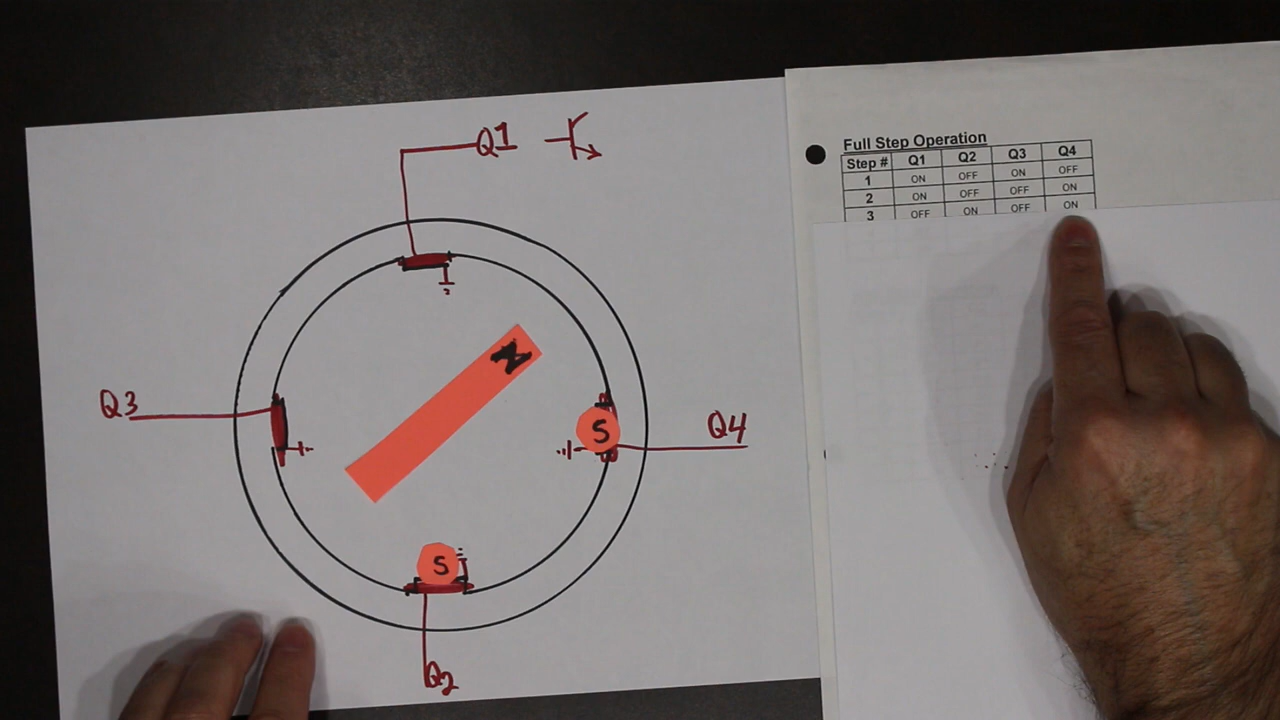 Q1
Q3
Q4
Q2
N
S
S
Full Step Operation
Step # Q1 Q2 Q3 Q4
1 ON OFF ON OFF
2 ON OFF OFF ON
3 OFF ON OFF ON